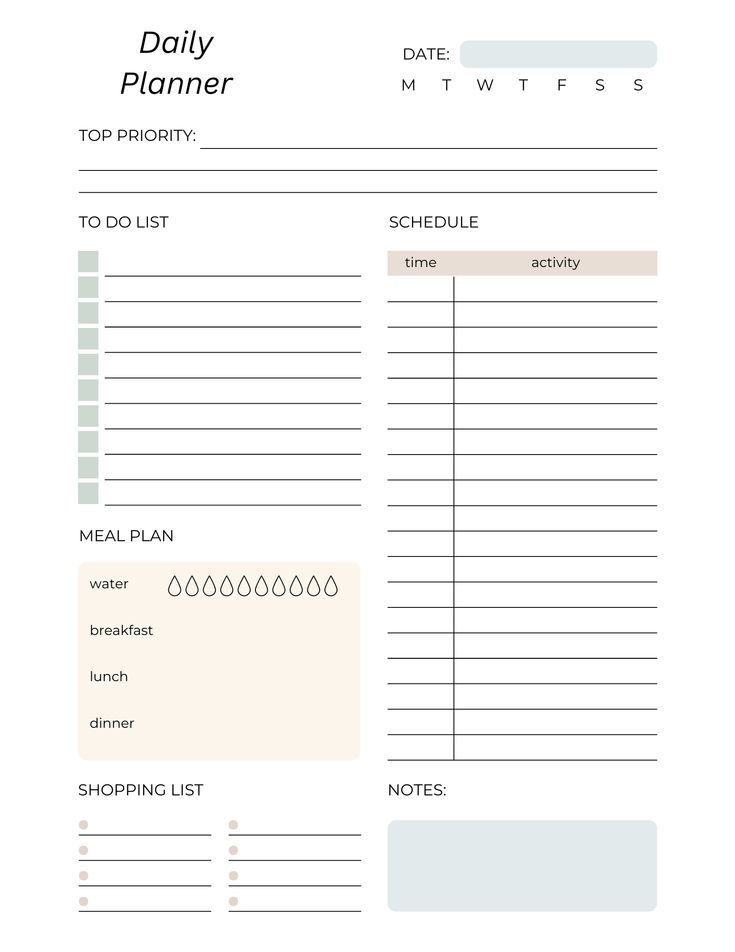 Daily
Planner
DATE:
M T W T F S S
TOP PRIORITY:
TO DO LIST
SCHEDULE
time activity
MEAL PLAN
water
breakfast
lunch
dinner
SHOPPING LIST
NOTES: